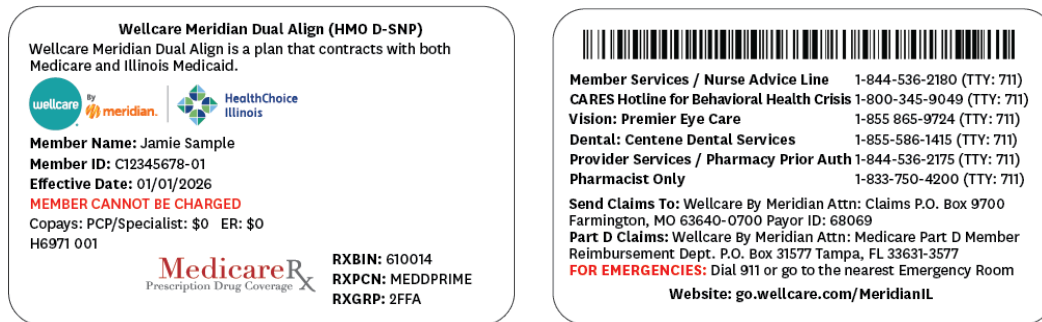 Wellcare Meridian Dual Align (HMO D-SNP)
Wellcare Meridian Dual Align is a plan that contracts with both
Medicare and Illinois Medicaid.
wellcare By meridian. HealthChoice
Illinois
Member Name: Jamie Sample
Member ID: C12345678-01
Effective Date: 01/01/2026
MEMBER CANNOT BE CHARGED
Copays: PCP/Specialist: $0 ER: $0
H6971 001
MedicareRx
Prescription Drug Coverage
RXBIN: 610014
RXPCN: MEDDPRIME
RXGRP: 2FFA
Member Services / Nurse Advice Line 1-844-536-2180 (TTY: 711)
CARES Hotline for Behavioral Health Crisis 1-800-345-9049 (TTY: 711)
Vision: Premier Eye Care 1-855 865-9724 (TTY: 711)
Dental: Centene Dental Services 1-855-586-1415 (TTY: 711)
Provider Services / Pharmacy Prior Auth 1-844-536-2175 (TTY: 711)
Pharmacist Only 1-833-750-4200 (TTY: 711)
Send Claims To: Wellcare By Meridian Attn: Claims P.O. Box 9700
Farmington, MO 63640-0700 Payor ID: 68069
Part D Claims: Wellcare By Meridian Attn: Medicare Part D Member
Reimbursement Dept. P.O. Box 31577 Tampa, FL 33631-3577
FOR EMERGENCIES: Dial 911 or go to the nearest Emergency Room
Website: go.wellcare.com/MeridianIL